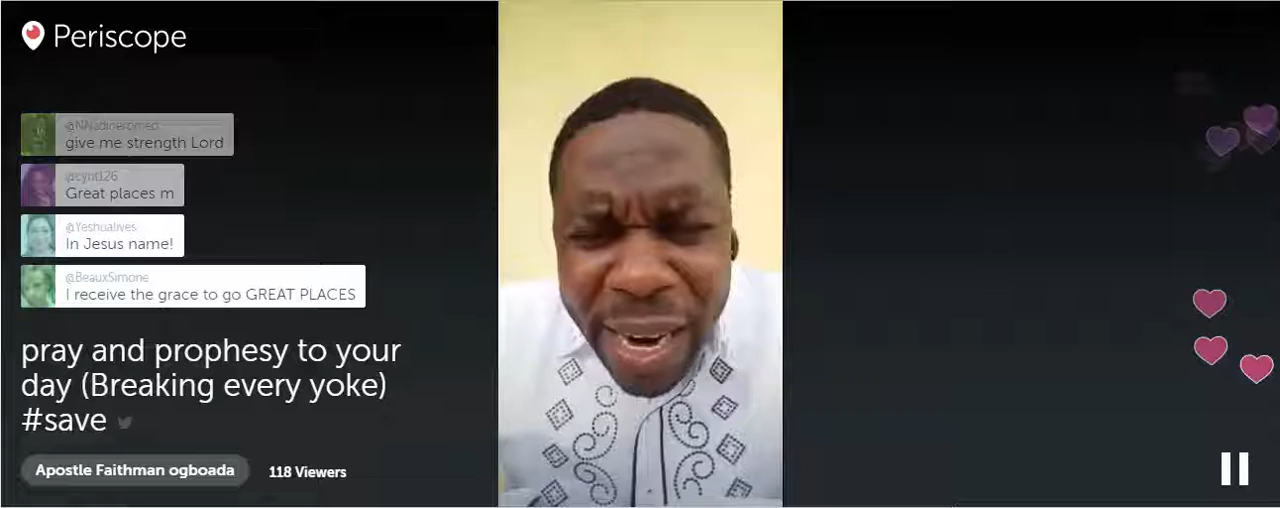 Periscope
give me strength Lord
@cynt126
Great places m
@Yeshualives
In Jesus name!
@BeauxSimone
I receive the grace to go GREAT PLACES
pray and prophesy to your
day (Breaking every yoke)
#save
Apostle Faithman ogboada
118 Viewers